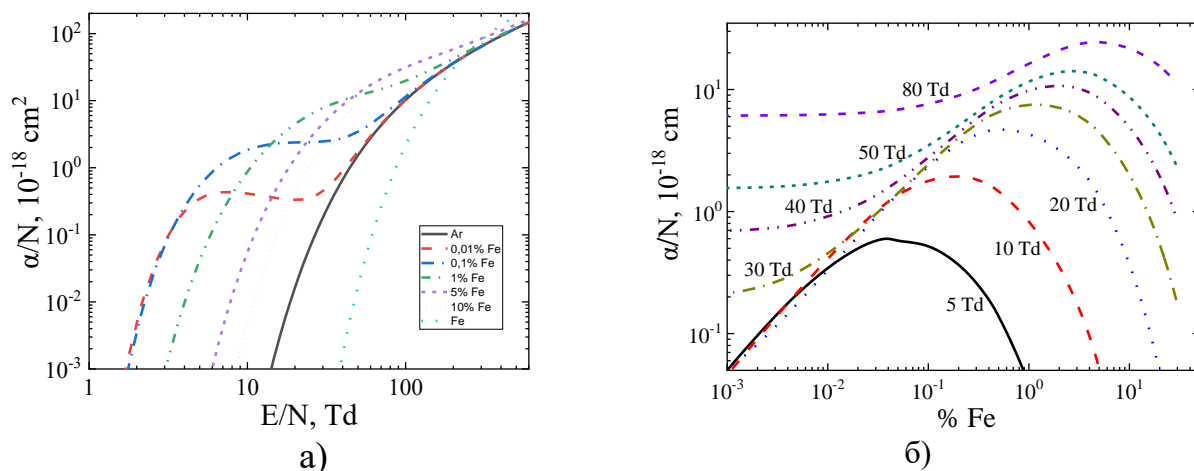 α/N, 10⁻¹⁸ cm²
10²
10¹
10⁰
10⁻¹
10⁻²
10⁻³
1
10
100
E/N, Td
Ar
0,01% Fe
0,1% Fe
1% Fe
5% Fe
10% Fe
Fe
а)
α/N, 10⁻¹⁸ cm
10¹
10⁰
10⁻¹
80 Td
50 Td
40 Td
30 Td
20 Td
10 Td
5 Td
10⁻³
10⁻²
10⁻¹
10⁰
10¹
% Fe
б)